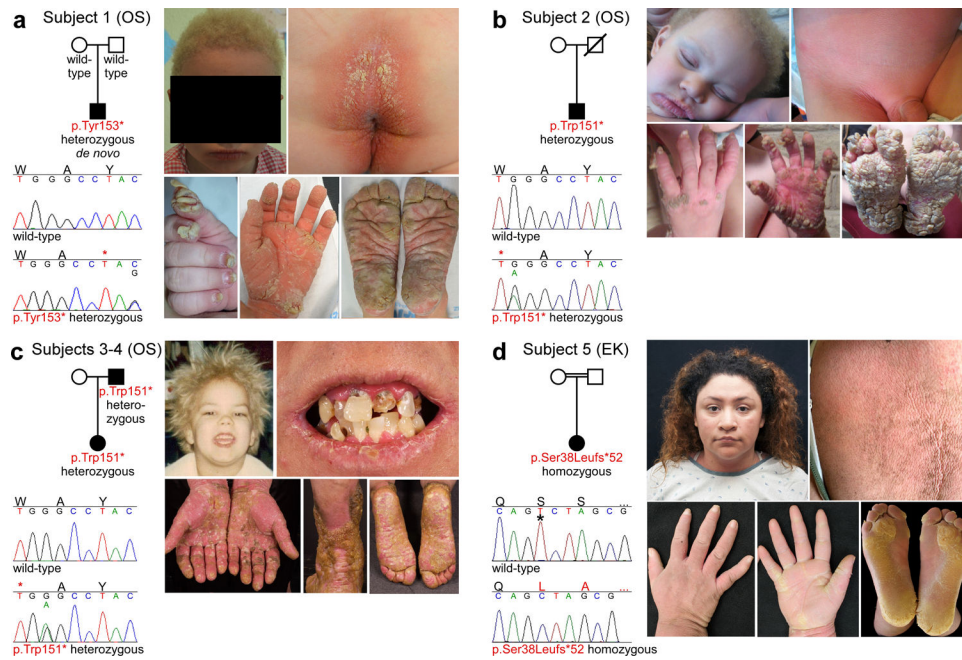 a Subject 1 (OS)
wild-type
wild-type
p.Tyr153*
heterozygous
de novo
W A Y
T G G G C C T A C
wild-type
W A *
T G G G C C T A C
G
p.Tyr153* heterozygous
b Subject 2 (OS)
p.Trp151*
heterozygous
W A Y
T G G G C C T A C
wild-type
* A Y
T G G G C C T A C
A
p.Trp151* heterozygous
c Subjects 3-4 (OS)
p.Trp151*
hetero-
zygous
p.Trp151*
heterozygous
W A Y
T G G G C C T A C
wild-type
* A Y
T G G G C C T A C
A
p.Trp151* heterozygous
d Subject 5 (EK)
p.Ser38Leufs*52
homozygous
Q S S ...
C A G T C T A G C G
*
wild-type
Q L A ...
C A G C T A G C G
p.Ser38Leufs*52 homozygous